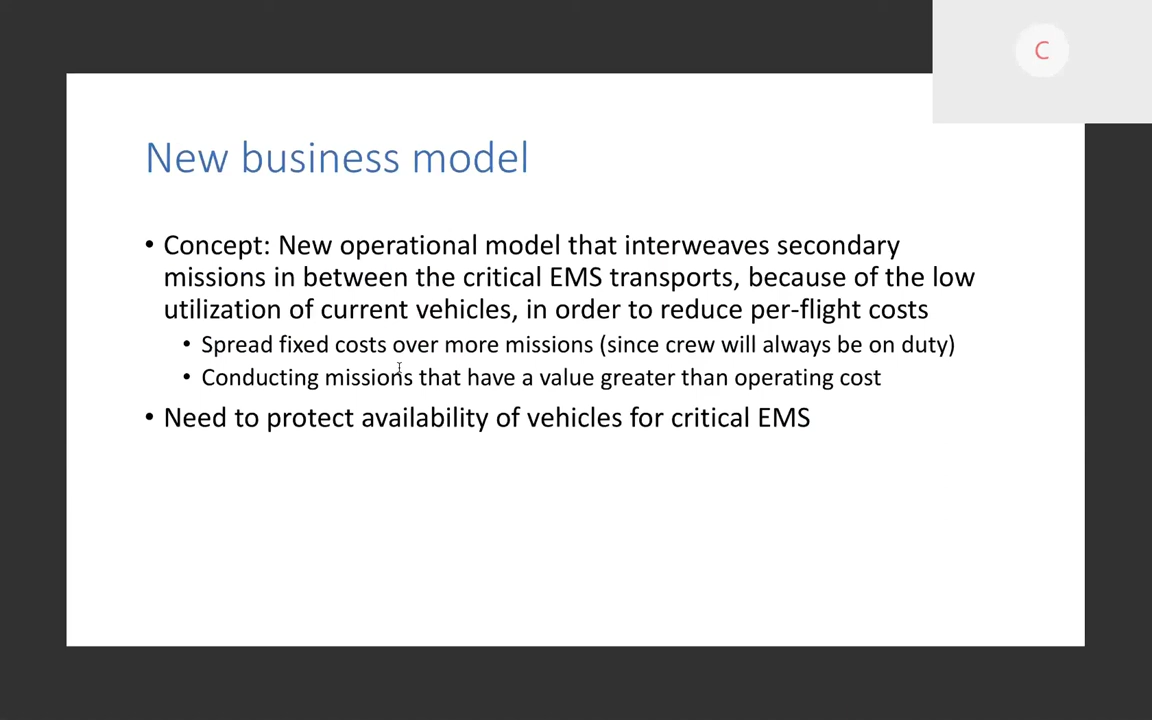 C
New business model
• Concept: New operational model that interweaves secondary
missions in between the critical EMS transports, because of the low
utilization of current vehicles, in order to reduce per-flight costs
• Spread fixed costs over more missions (since crew will always be on duty)
• Conducting missions that have a value greater than operating cost
• Need to protect availability of vehicles for critical EMS